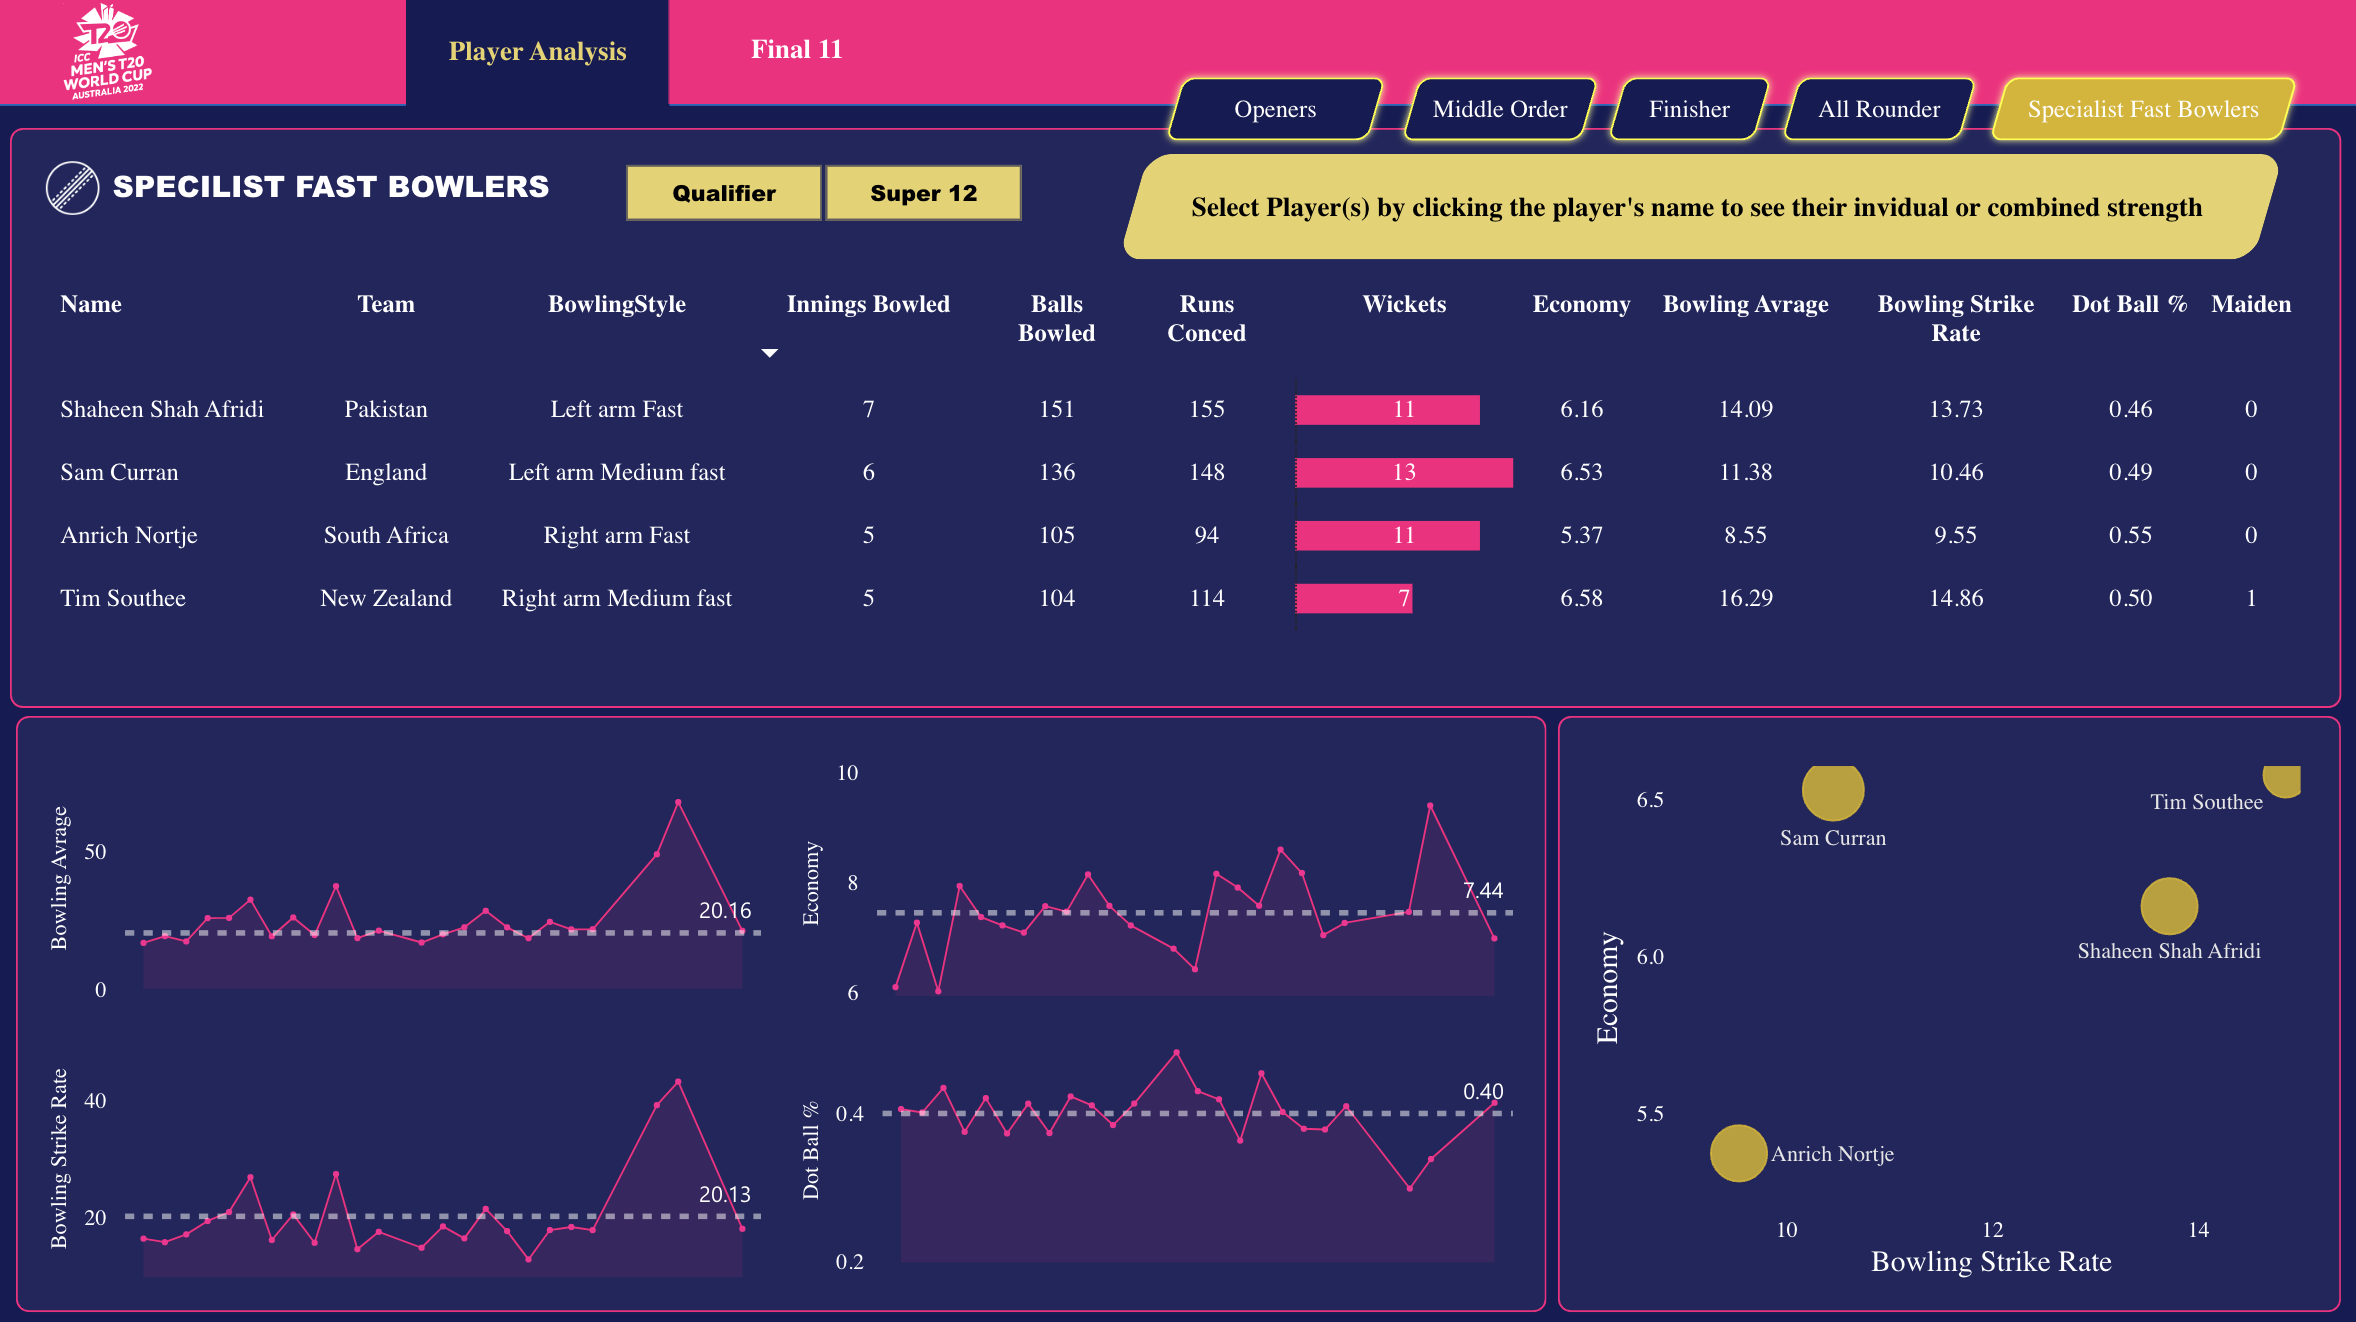 T20
ICC
MEN'S T20
WORLD CUP
AUSTRALIA 2022
Player Analysis
Final 11
Openers
Middle Order
Finisher
All Rounder
Specialist Fast Bowlers
SPECILIST FAST BOWLERS
Qualifier
Super 12
Select Player(s) by clicking the player's name to see their invidual or combined strength
Name Team BowlingStyle Innings Bowled Balls Runs Wickets Economy Bowling Avrage Bowling Strike Dot Ball % Maiden
Bowled Conced Rate
Shaheen Shah Afridi Pakistan Left arm Fast 7 151 155 11 6.16 14.09 13.73 0.46 0
Sam Curran England Left arm Medium fast 6 136 148 13 6.53 11.38 10.46 0.49 0
Anrich Nortje South Africa Right arm Fast 5 105 94 11 5.37 8.55 9.55 0.55 0
Tim Southee New Zealand Right arm Medium fast 5 104 114 7 6.58 16.29 14.86 0.50 1
Bowling Avrage
50
0
20.16
Economy
10
8
6
7.44
Bowling Strike Rate
40
20
20.13
Dot Ball %
0.4
0.2
0.40
Economy
6.5
6.0
5.5
Sam Curran
Tim Southee
Shaheen Shah Afridi
Anrich Nortje
10 12 14
Bowling Strike Rate